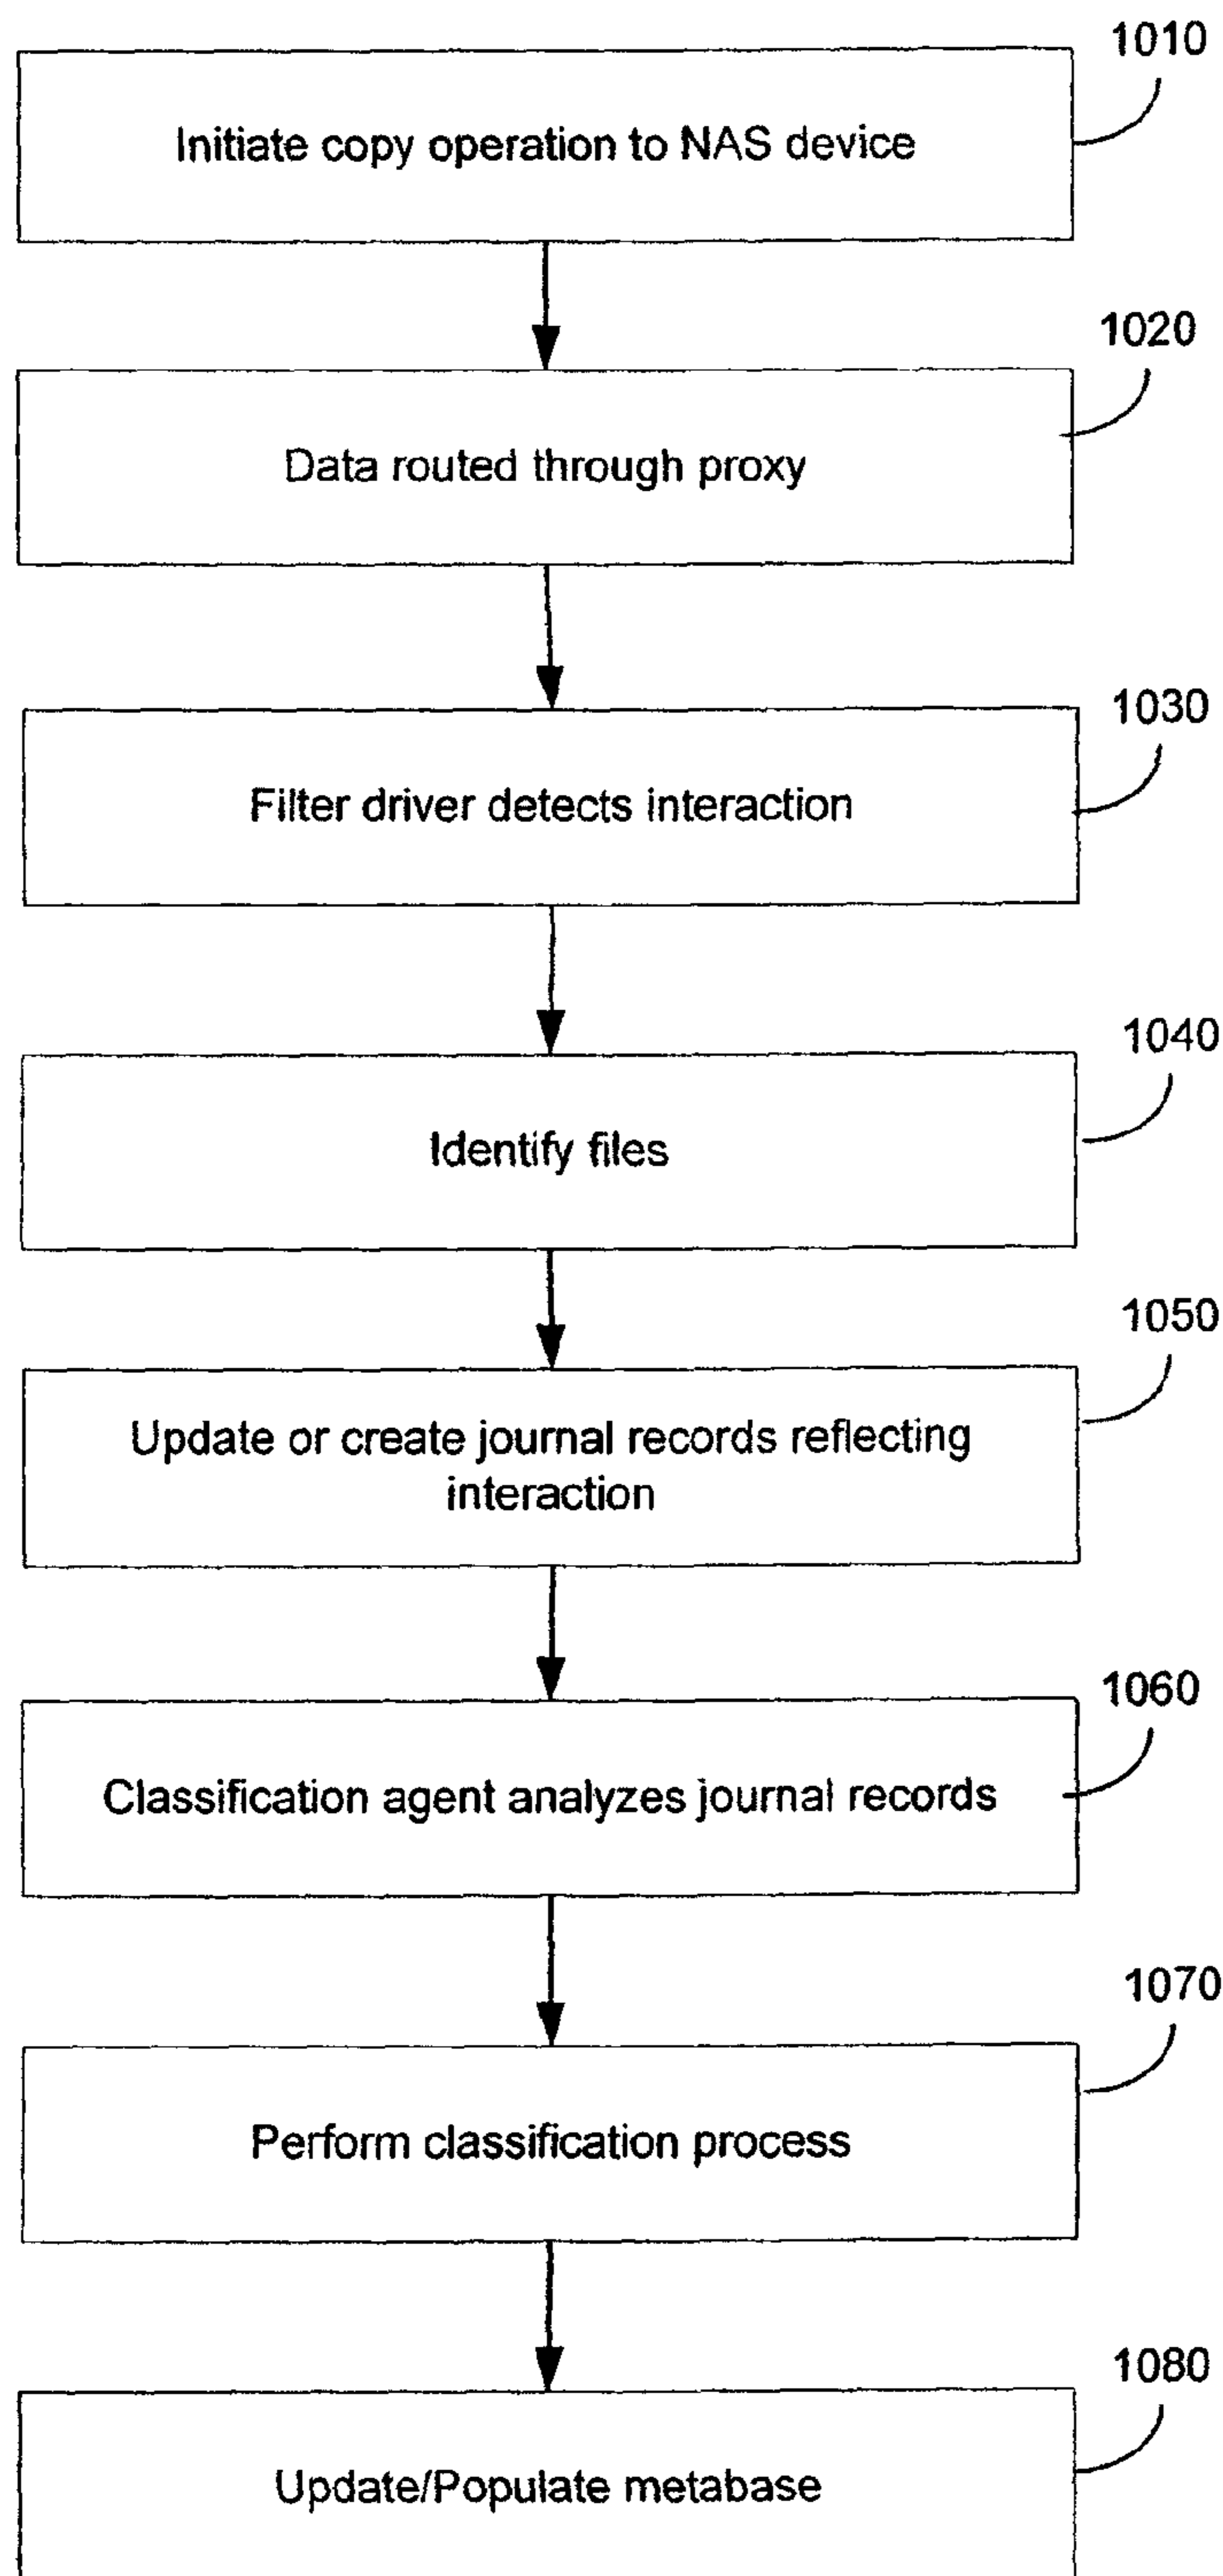 1010
Initiate copy operation to NAS device
1020
Data routed through proxy
1030
Filter driver detects interaction
1040
Identify files
1050
Update or create journal records reflecting
interaction
1060
Classification agent analyzes journal records
1070
Perform classification process
1080
Update/Populate metabase